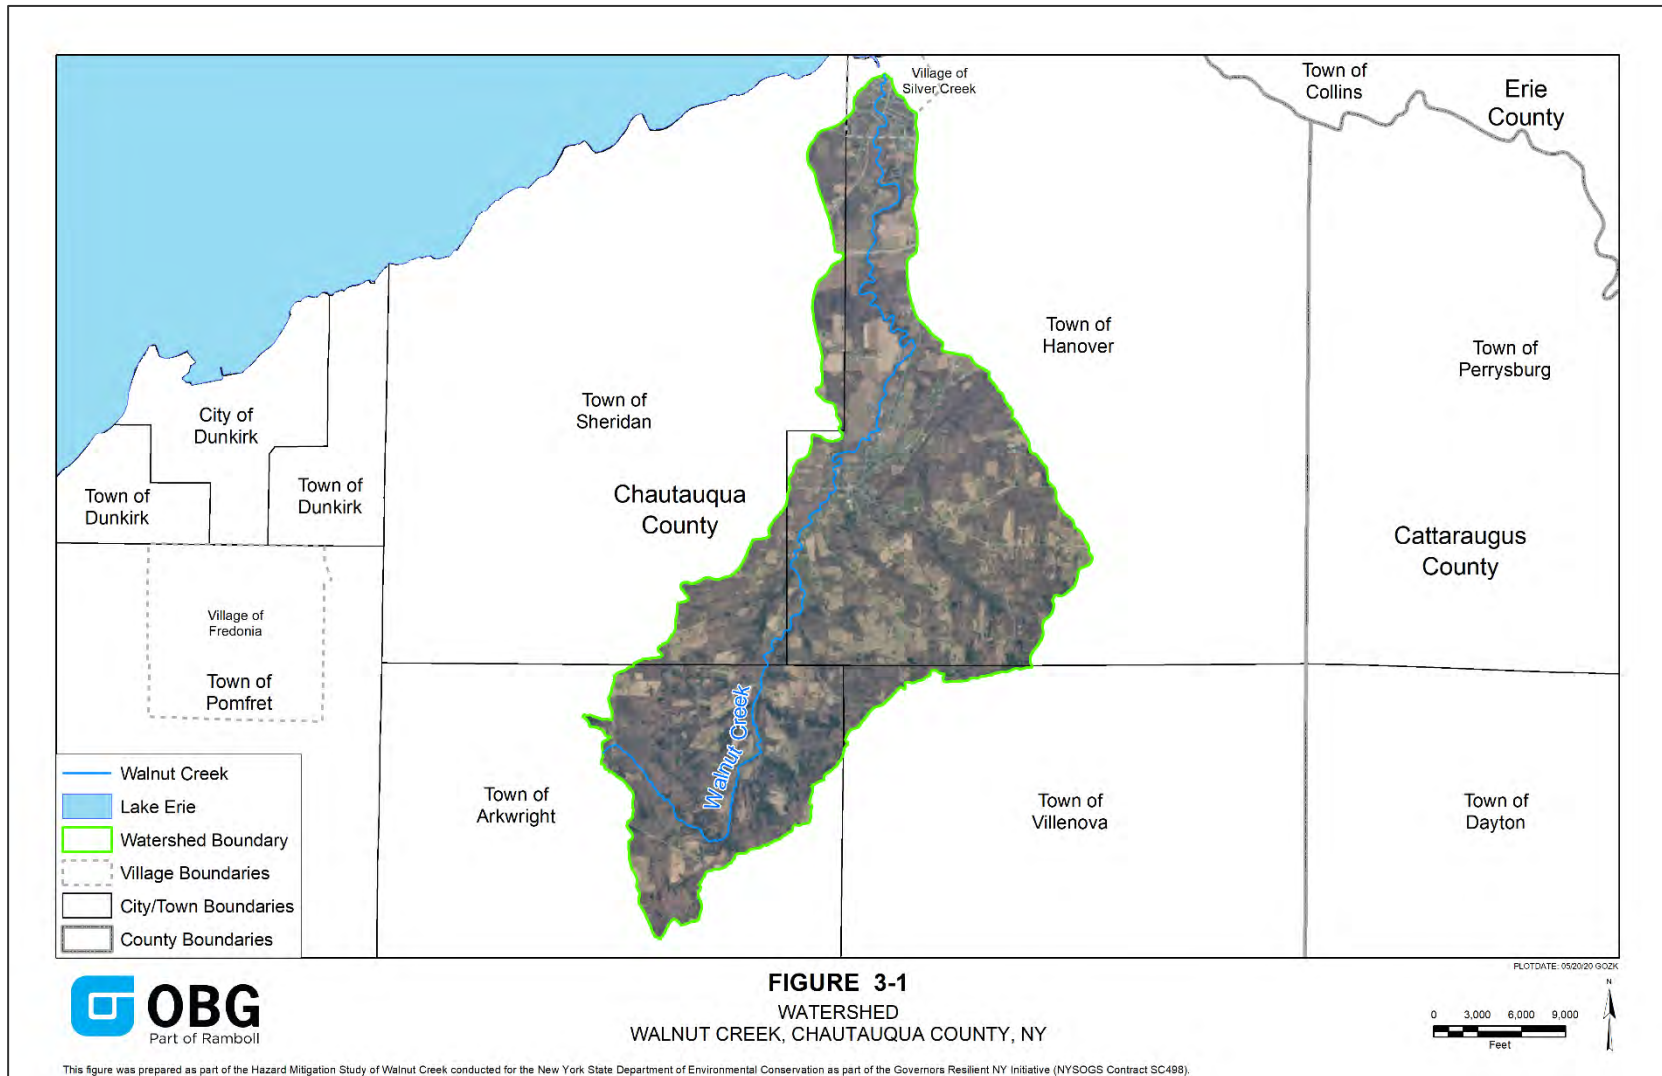 Village of
Silver Creek
Town of
Collins
Erie
County
Town of
Hanover
Town of
Perrysburg
City of
Dunkirk
Town of
Sheridan
Town of
Dunkirk
Town of
Dunkirk
Chautauqua
County
Cattaraugus
County
Village of
Fredonia
Town of
Pomfret
Walnut Creek
Town of
Arkwright
Town of
Villenova
Town of
Dayton
Walnut Creek
Lake Erie
Watershed Boundary
Village Boundaries
City/Town Boundaries
County Boundaries
PLOTDATE: 05/20/20 GOZK
OBG
Part of Ramboll
FIGURE 3-1
WATERSHED
WALNUT CREEK, CHAUTAUQUA COUNTY, NY
N
0 3,000 6,000 9,000
Feet
This figure was prepared as part of the Hazard Mitigation Study of Walnut Creek conducted for the New York State Department of Environmental Conservation as part of the Governors Resilient NY Initiative (NYSOGS Contract SC498).